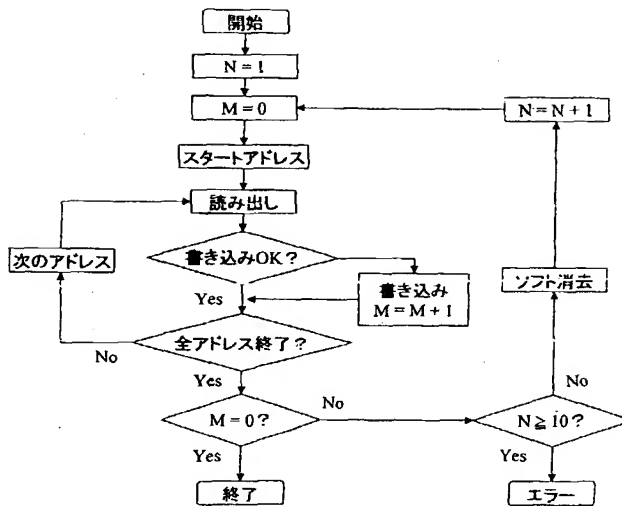 開始
N = 1
M = 0
N = N + 1
スタートアドレス
読み出し
次のアドレス
書き込みOK?
書き込み
M = M + 1
ソフト消去
Yes
全アドレス終了?
No
Yes
No
M = 0?
No
N ≧ 10?
Yes
Yes
終了
エラー